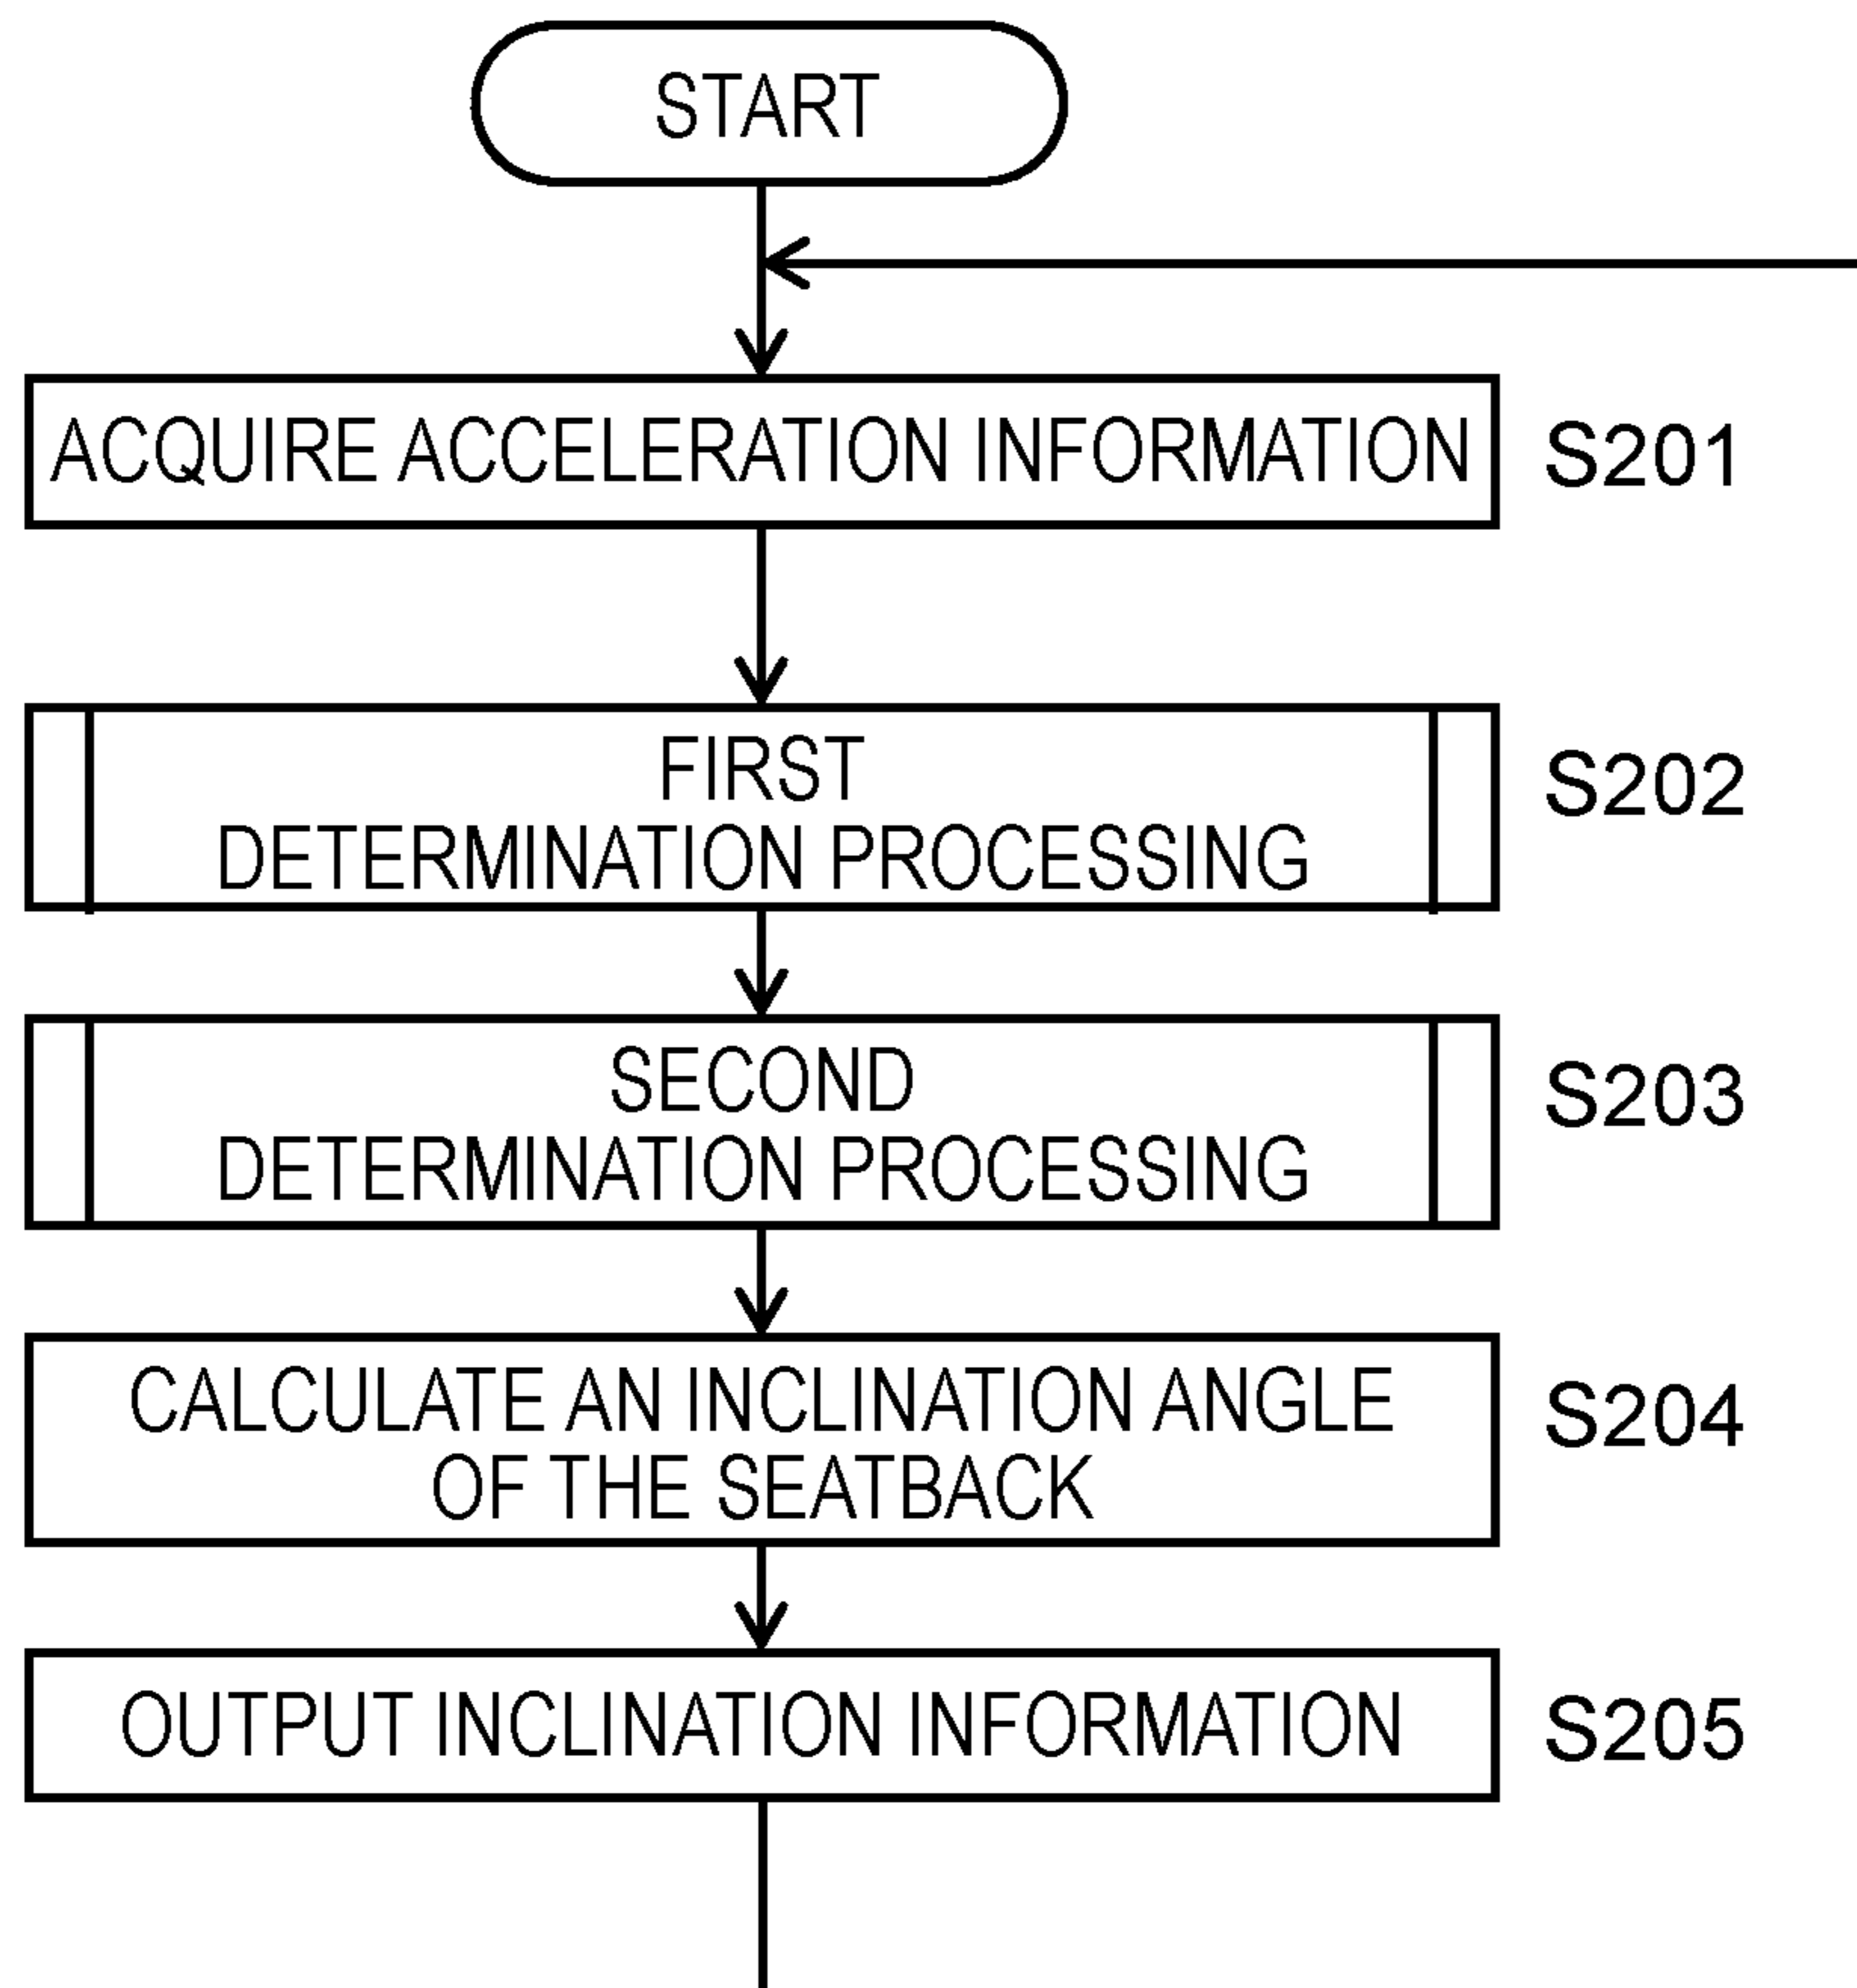 START
ACQUIRE ACCELERATION INFORMATION
S201
FIRST
DETERMINATION PROCESSING
S202
SECOND
DETERMINATION PROCESSING
S203
CALCULATE AN INCLINATION ANGLE
OF THE SEATBACK
S204
OUTPUT INCLINATION INFORMATION
S205